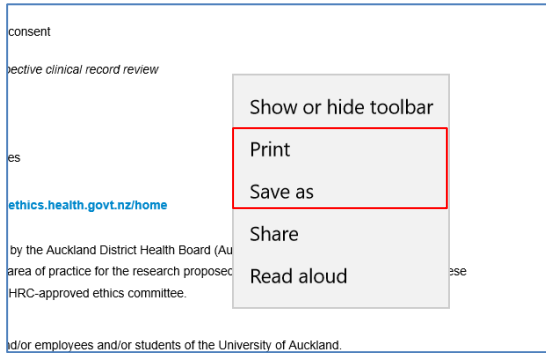 consent
pective clinical record review
Show or hide toolbar
Print
es
Save as
ethics.health.govt.nz/home
Share
by the Auckland District Health Board (Au
area of practice for the research proposed
ese
Read aloud
HRC-approved ethics committee.
nd/or employees and/or students of the University of Auckland.